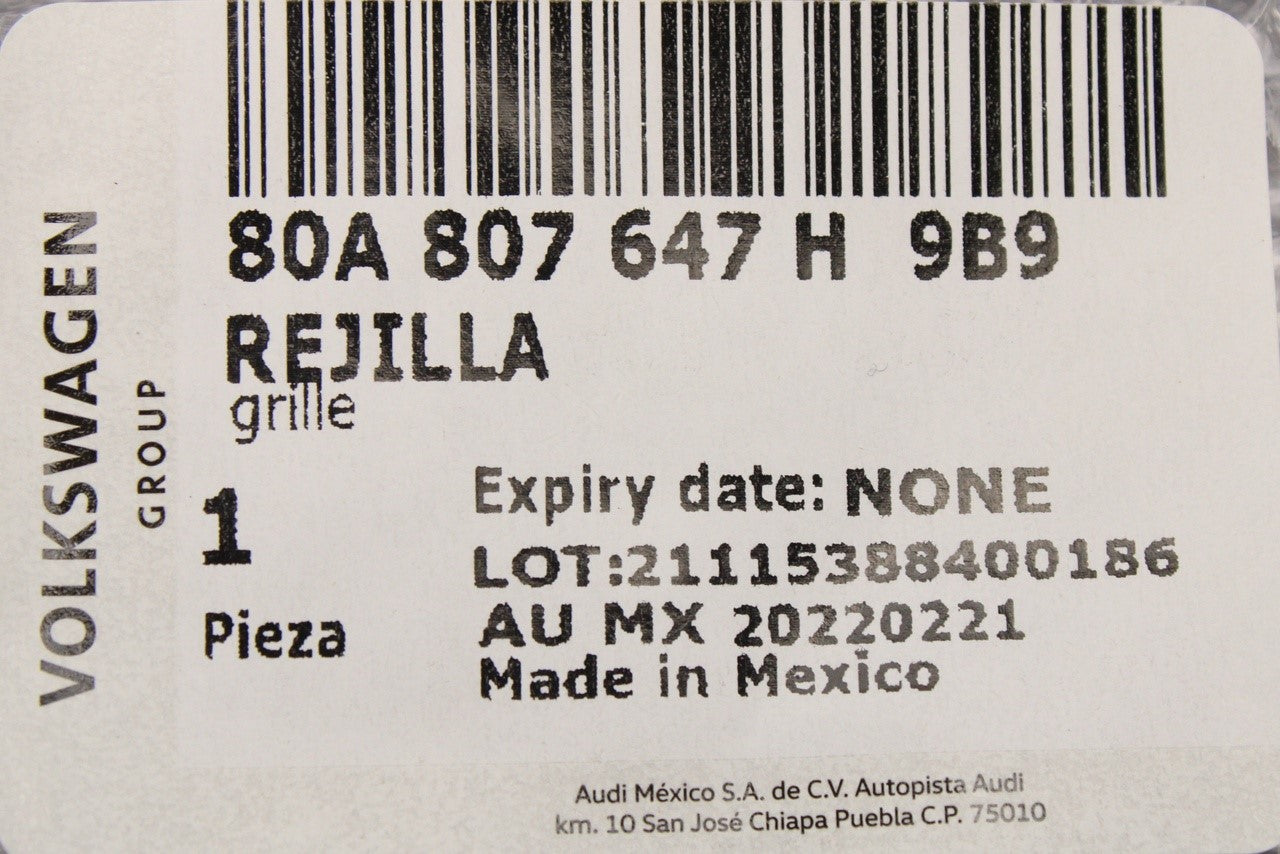 VOLKSWAGEN
GROUP
80A 807 647 H 9B9
REJILLA
grille
1
Pieza
Expiry date: NONE
LOT:21115388400186
AU MX 20220221
Made in Mexico
Audi México S.A. de C.V. Autopista Audi
km. 10 San José Chiapa Puebla C.P. 75010